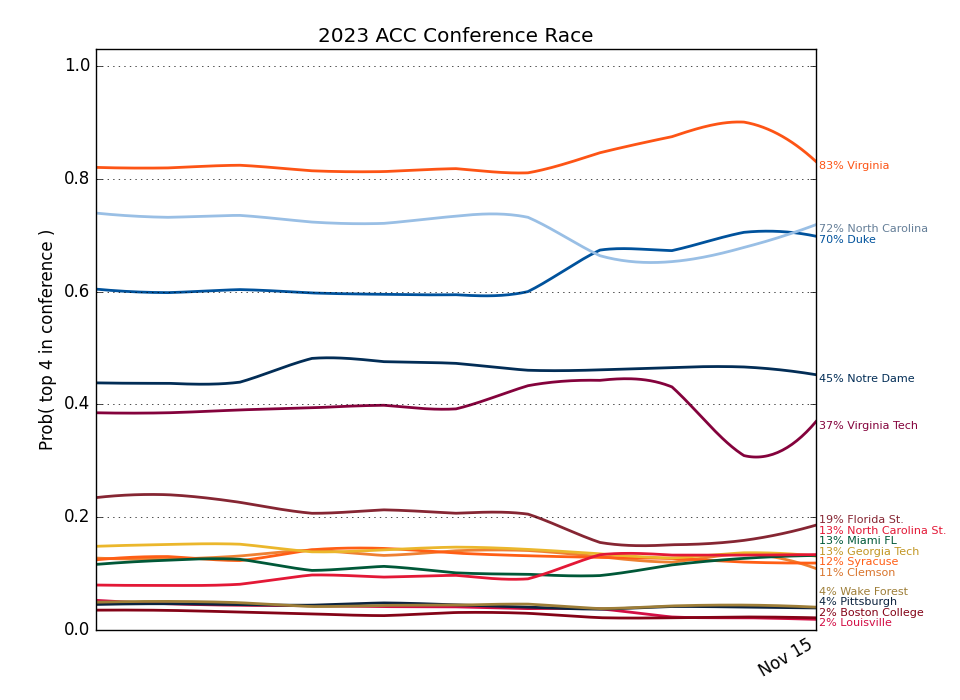 2023 ACC Conference Race
Prob( top 4 in conference )
1.0
0.8
0.6
0.4
0.2
0.0
83% Virginia
72% North Carolina
70% Duke
45% Notre Dame
37% Virginia Tech
19% Florida St.
13% North Carolina St.
13% Miami FL
13% Georgia Tech
12% Syracuse
11% Clemson
4% Wake Forest
4% Pittsburgh
2% Boston College
2% Louisville
Nov 15